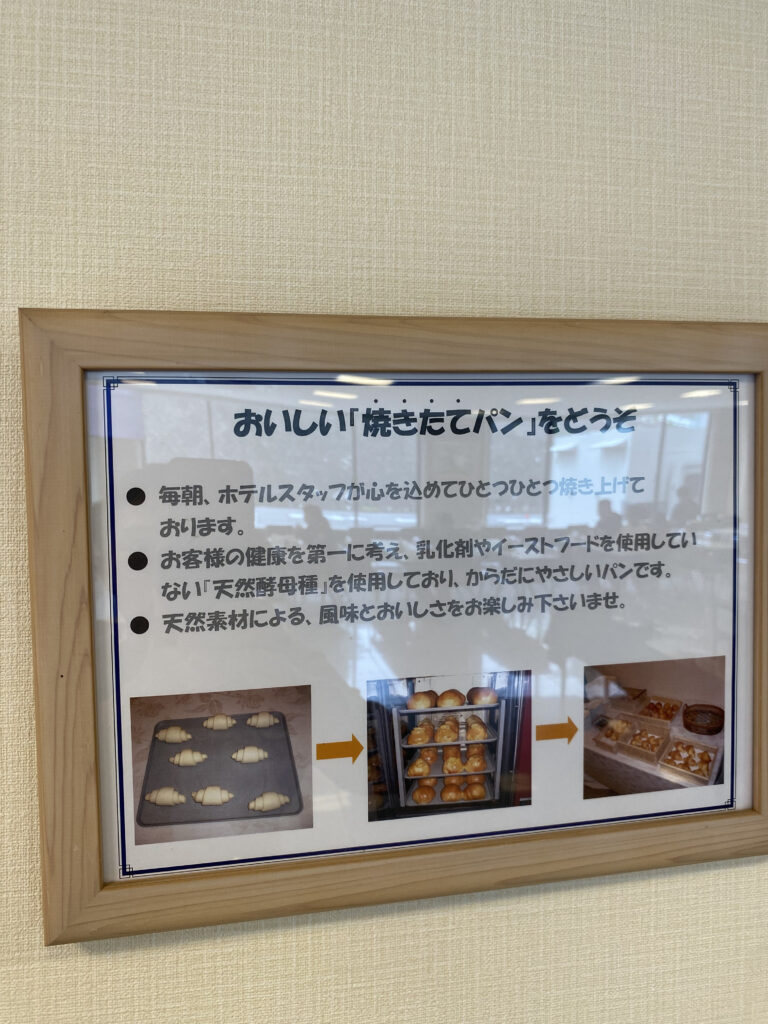 おいしい「焼きたてパン」をどうぞ
● 毎朝、ホテルスタッフが心を込めてひとつひとつ焼き上げて
おります。
● お客様の健康を第一に考え、乳化剤やイーストフードを使用してい
ない「天然酵母種」を使用しており、からだにやさしいパンです。
● 天然素材による、風味とおいしさをお楽しみ下さいませ。